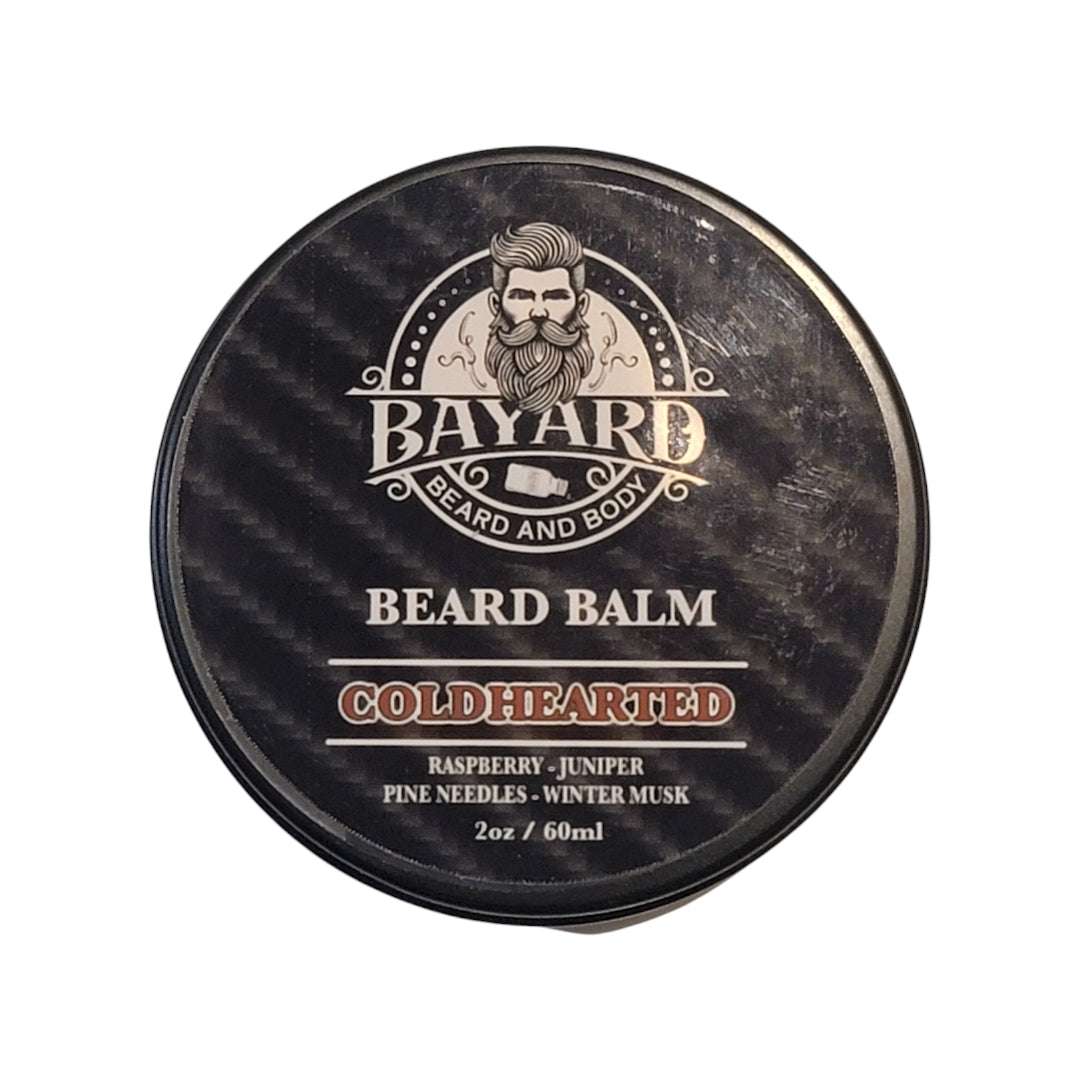 BAYARD
BEARD AND BODY
BEARD BALM
COLDHEARTED
RASPBERRY - JUNIPER
PINE NEEDLES - WINTER MUSK
2oz / 60ml